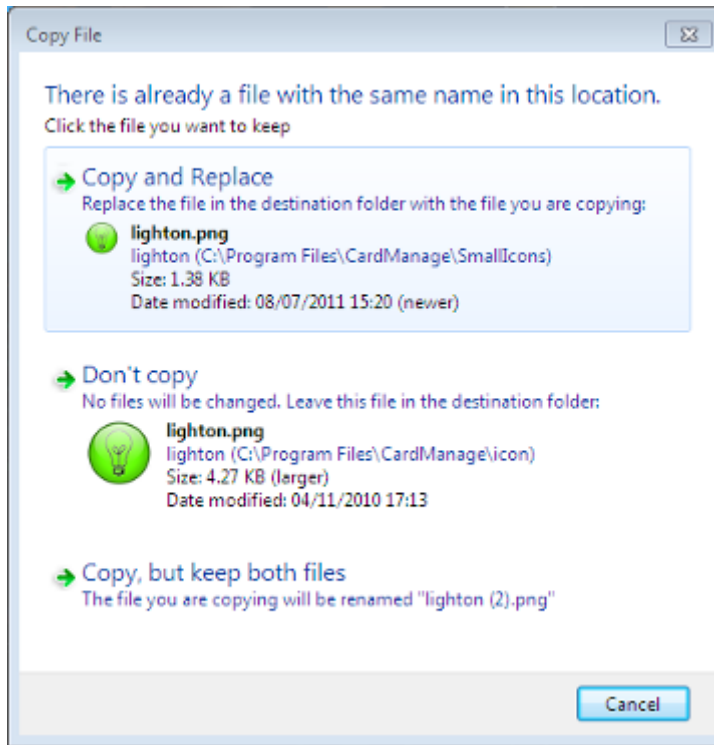 Copy File
There is already a file with the same name in this location.
Click the file you want to keep
Copy and Replace
Replace the file in the destination folder with the file you are copying:
lighton.png
lighton (C:\Program Files\CardManage\SmallIcons)
Size: 1.38 KB
Date modified: 08/07/2011 15:20 (newer)
Don't copy
No files will be changed. Leave this file in the destination folder:
lighton.png
lighton (C:\Program Files\CardManage\icon)
Size: 4.27 KB (larger)
Date modified: 04/11/2010 17:13
Copy, but keep both files
The file you are copying will be renamed "lighton (2).png"
Cancel